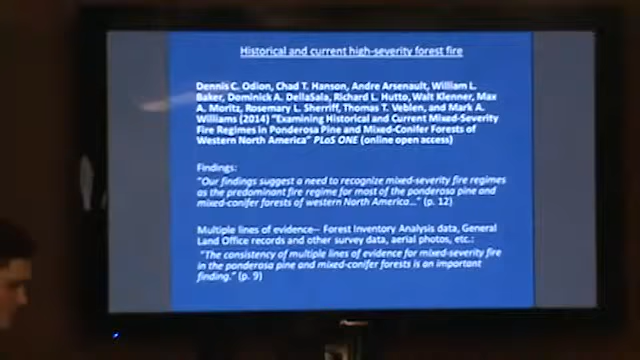 Historical and current high-severity forest fire
Dennis C. Odion, Chad T. Hanson, Andre Arsenault, William L.
Baker, Dominick A. DellaSala, Richard L. Hutto, Walt Klenner, Max
A. Moritz, Rosemary L. Sherriff, Thomas T. Veblen, and Mark A.
Williams (2014) "Examining Historical and Current Mixed-Severity
Fire Regimes in Ponderosa Pine and Mixed-Conifer Forests of
Western North America" PLoS ONE (online open access)
Findings:
"Our findings suggest a need to recognize mixed-severity fire regimes
as the predominant fire regime for most of the ponderosa pine and
mixed-conifer forests of western North America..." (p. 12)
Multiple lines of evidence-- Forest Inventory Analysis data, General
Land Office records and other survey data, aerial photos, etc.:
"The consistency of multiple lines of evidence for mixed-severity fire
in the ponderosa pine and mixed-conifer forests is an important
finding." (p. 9)